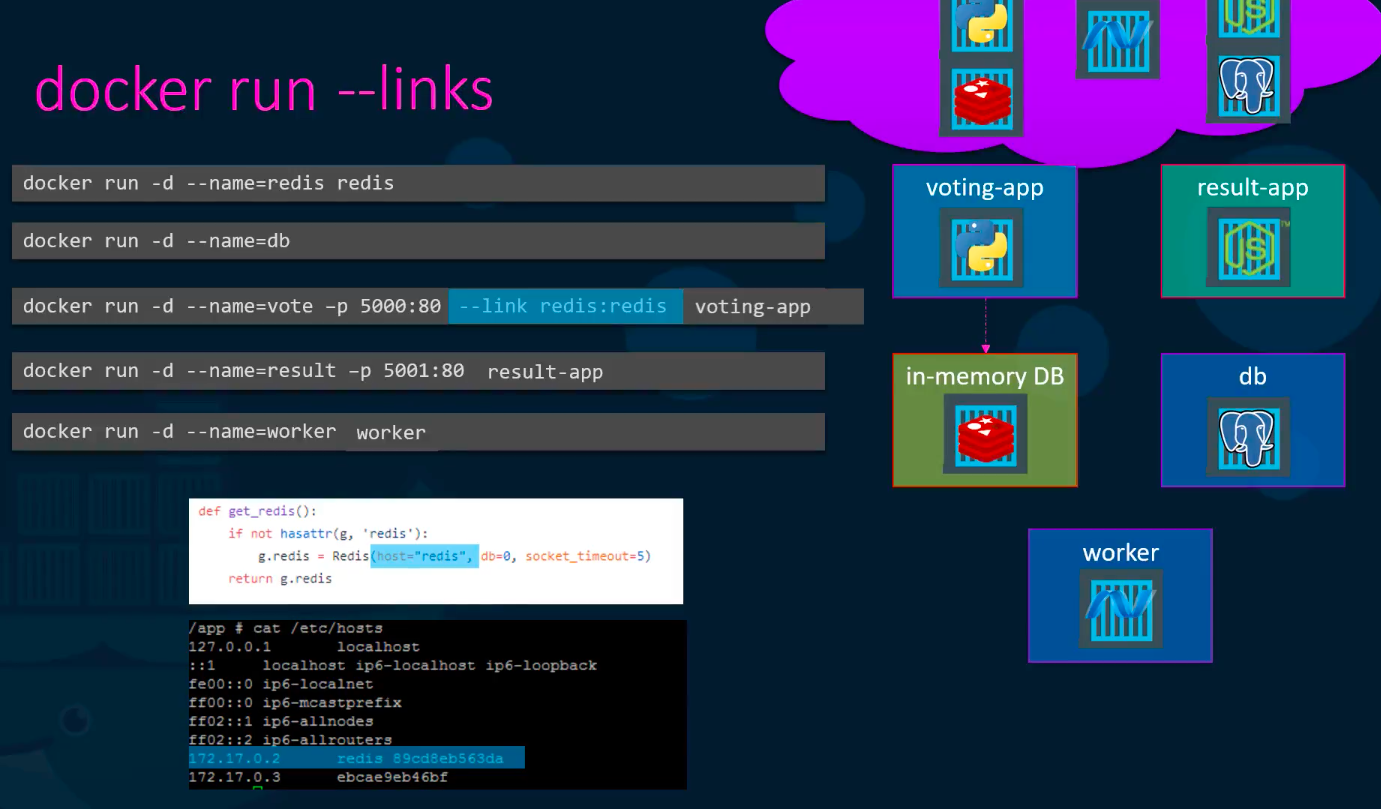 docker run --links
docker run -d --name=redis redis
docker run -d --name=db
docker run -d --name=vote –p 5000:80 --link redis:redis voting-app
docker run -d --name=result –p 5001:80 result-app
docker run -d --name=worker worker
def get_redis():
if not hasattr(g, 'redis'):
g.redis = Redis(host="redis", db=0, socket_timeout=5)
return g.redis
/app # cat /etc/hosts
127.0.0.1 localhost
::1 localhost ip6-localhost ip6-loopback
fe00::0 ip6-localnet
ff00::0 ip6-mcastprefix
ff02::1 ip6-allnodes
ff02::2 ip6-allrouters
172.17.0.2 redis 89cd8eb563da
172.17.0.3 ebcae9eb46bf
JS
voting-app
result-app
JS™
in-memory DB
db
worker